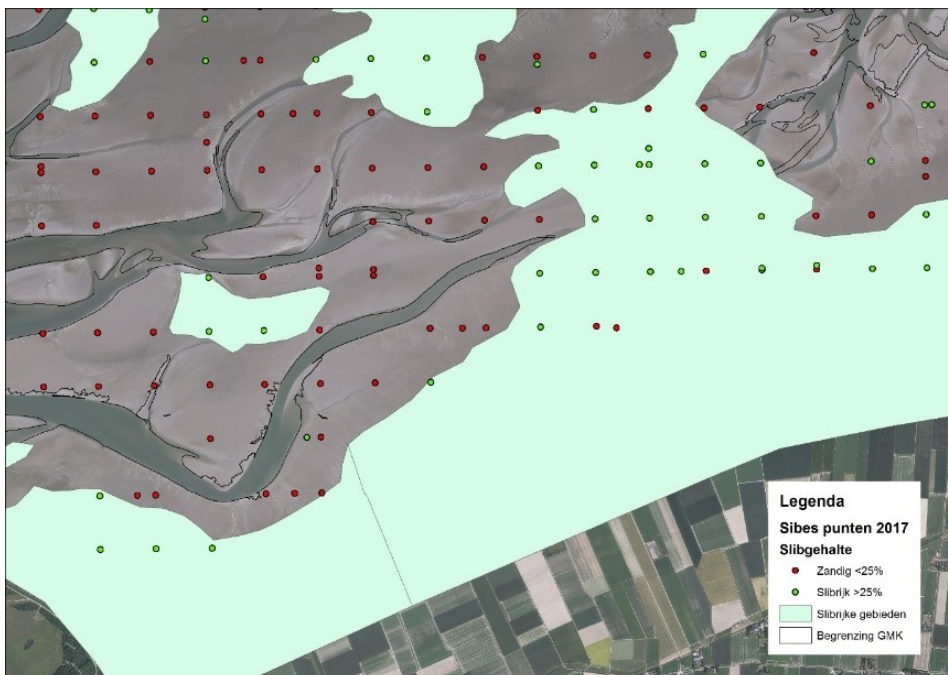 Legenda
Sibes punten 2017
Slibgehalte
Zandig <25%
Slibrijk >25%
Slibrijke gebieden
Begrenzing GMK